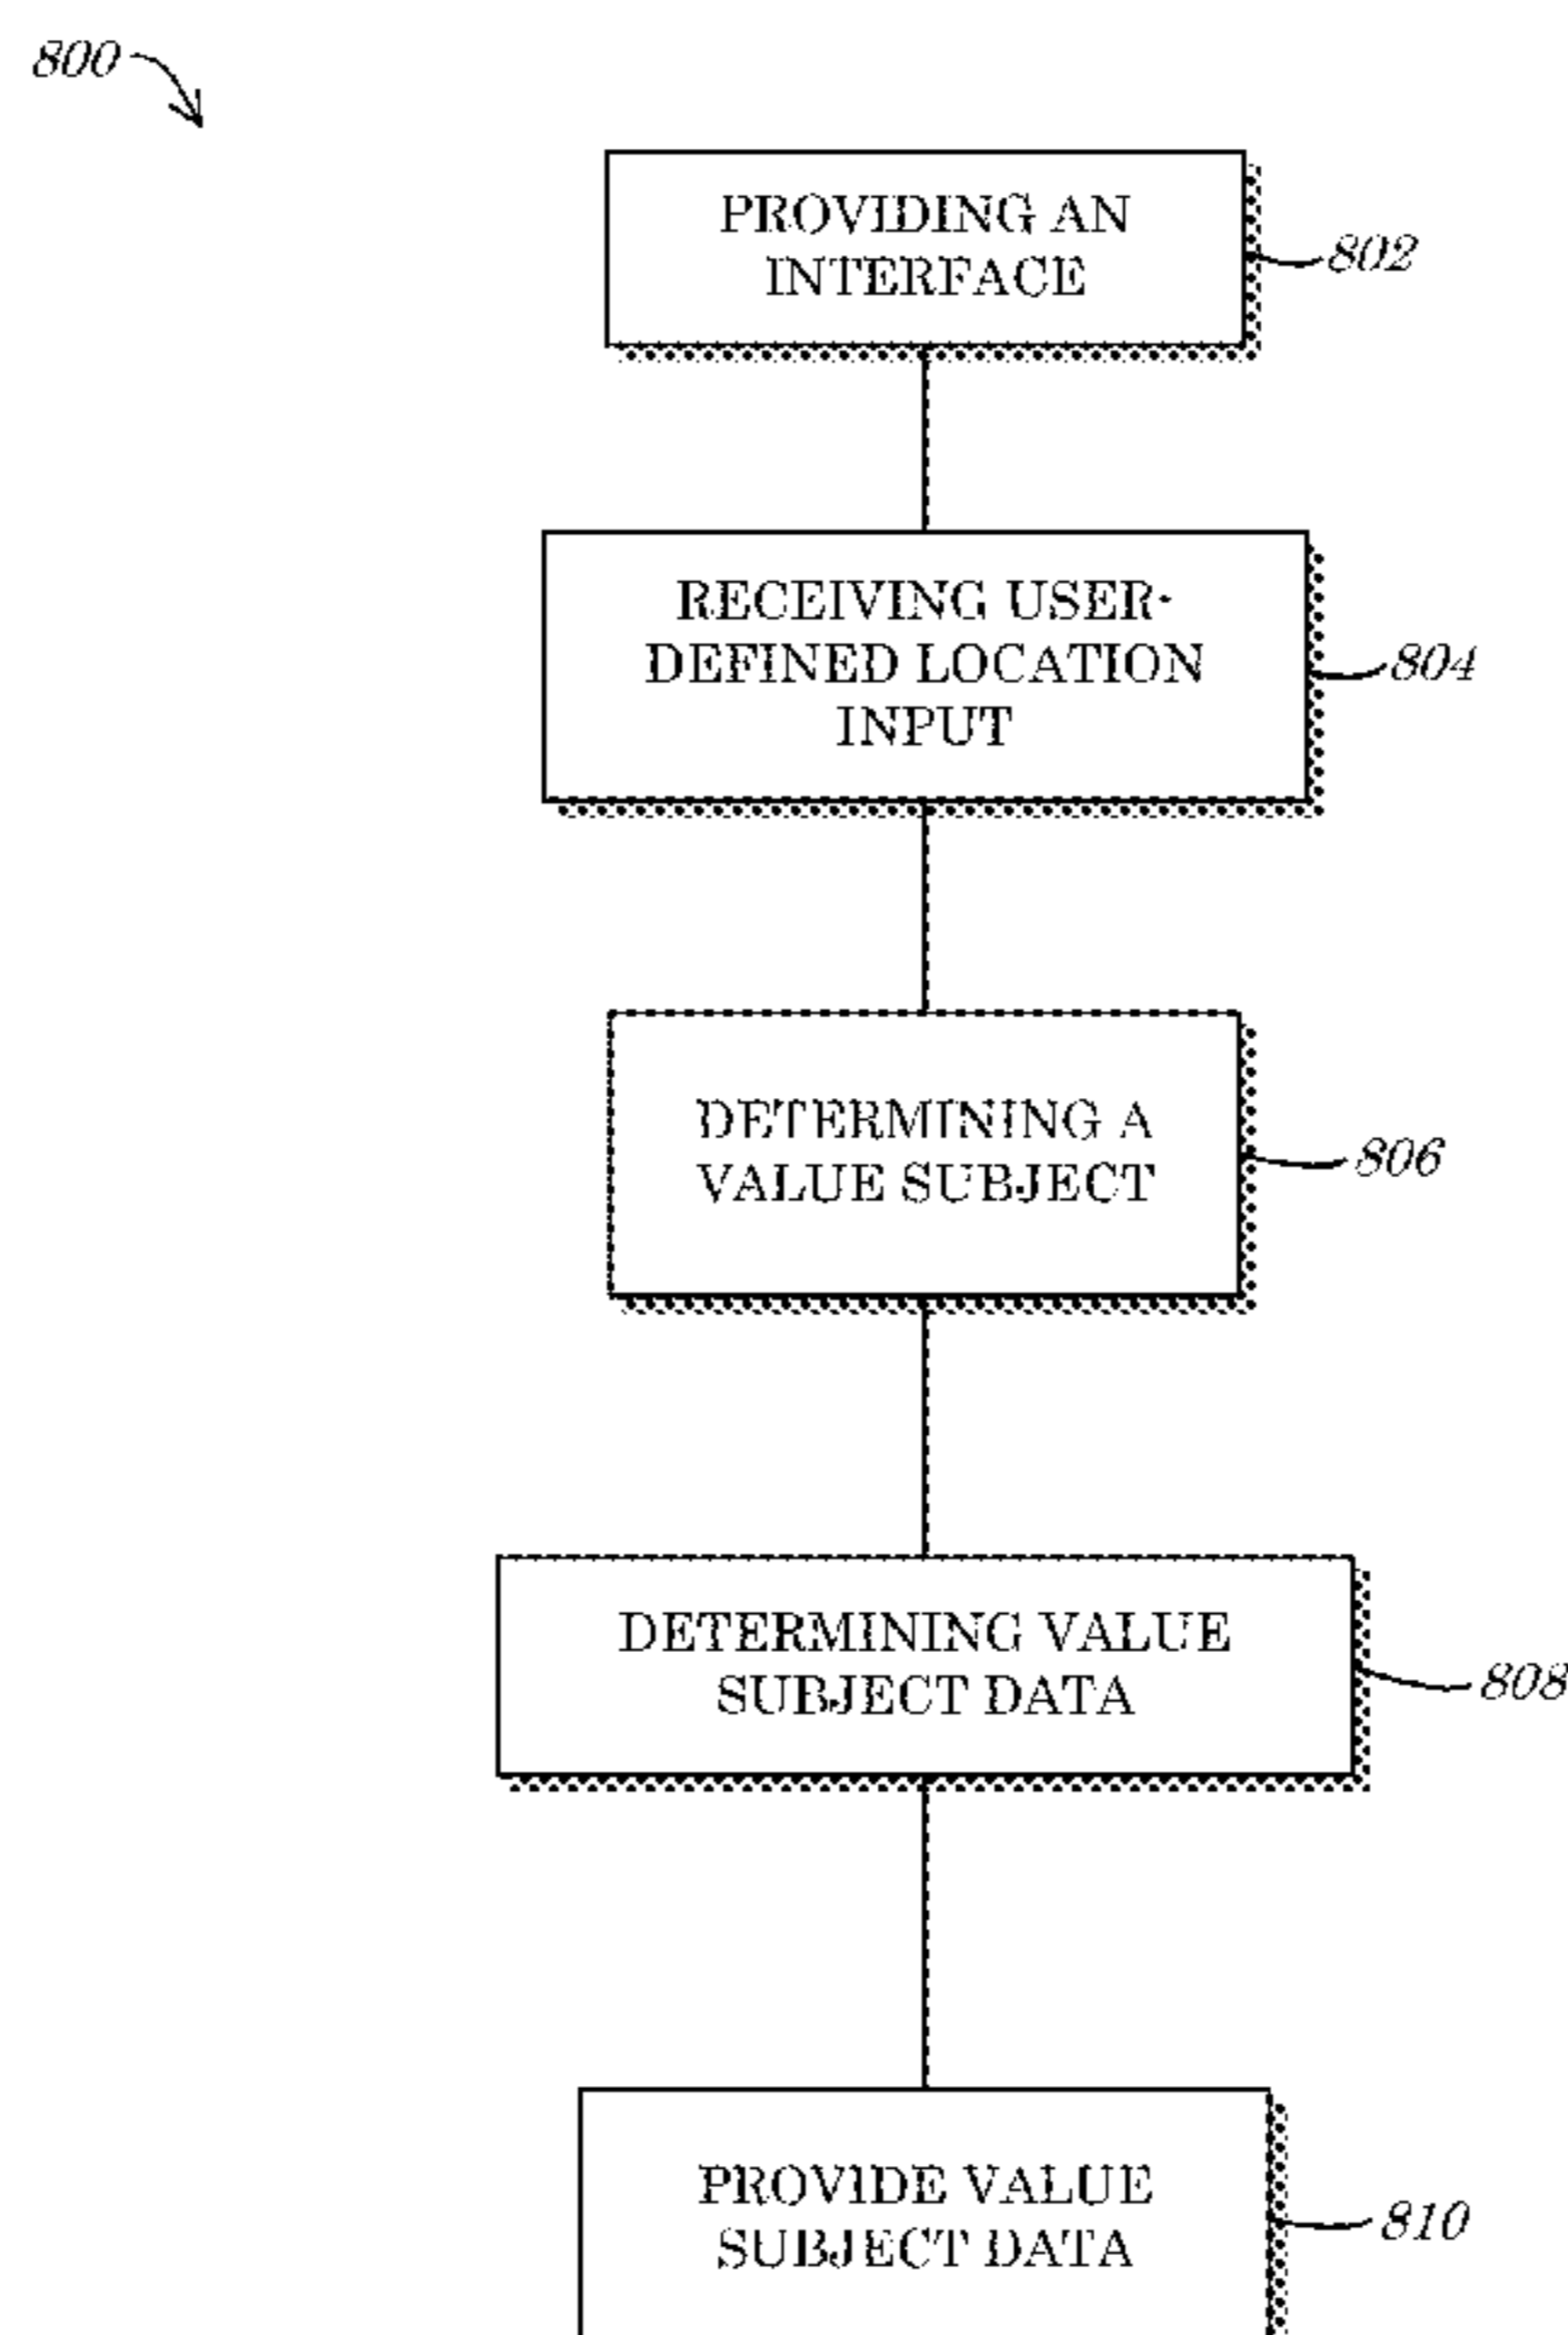 800
PROVIDING AN
INTERFACE
802
RECEIVING USER-
DEFINED LOCATION
INPUT
804
DETERMINING A
VALUE SUBJECT
806
DETERMINING VALUE
SUBJECT DATA
808
PROVIDE VALUE
SUBJECT DATA
810